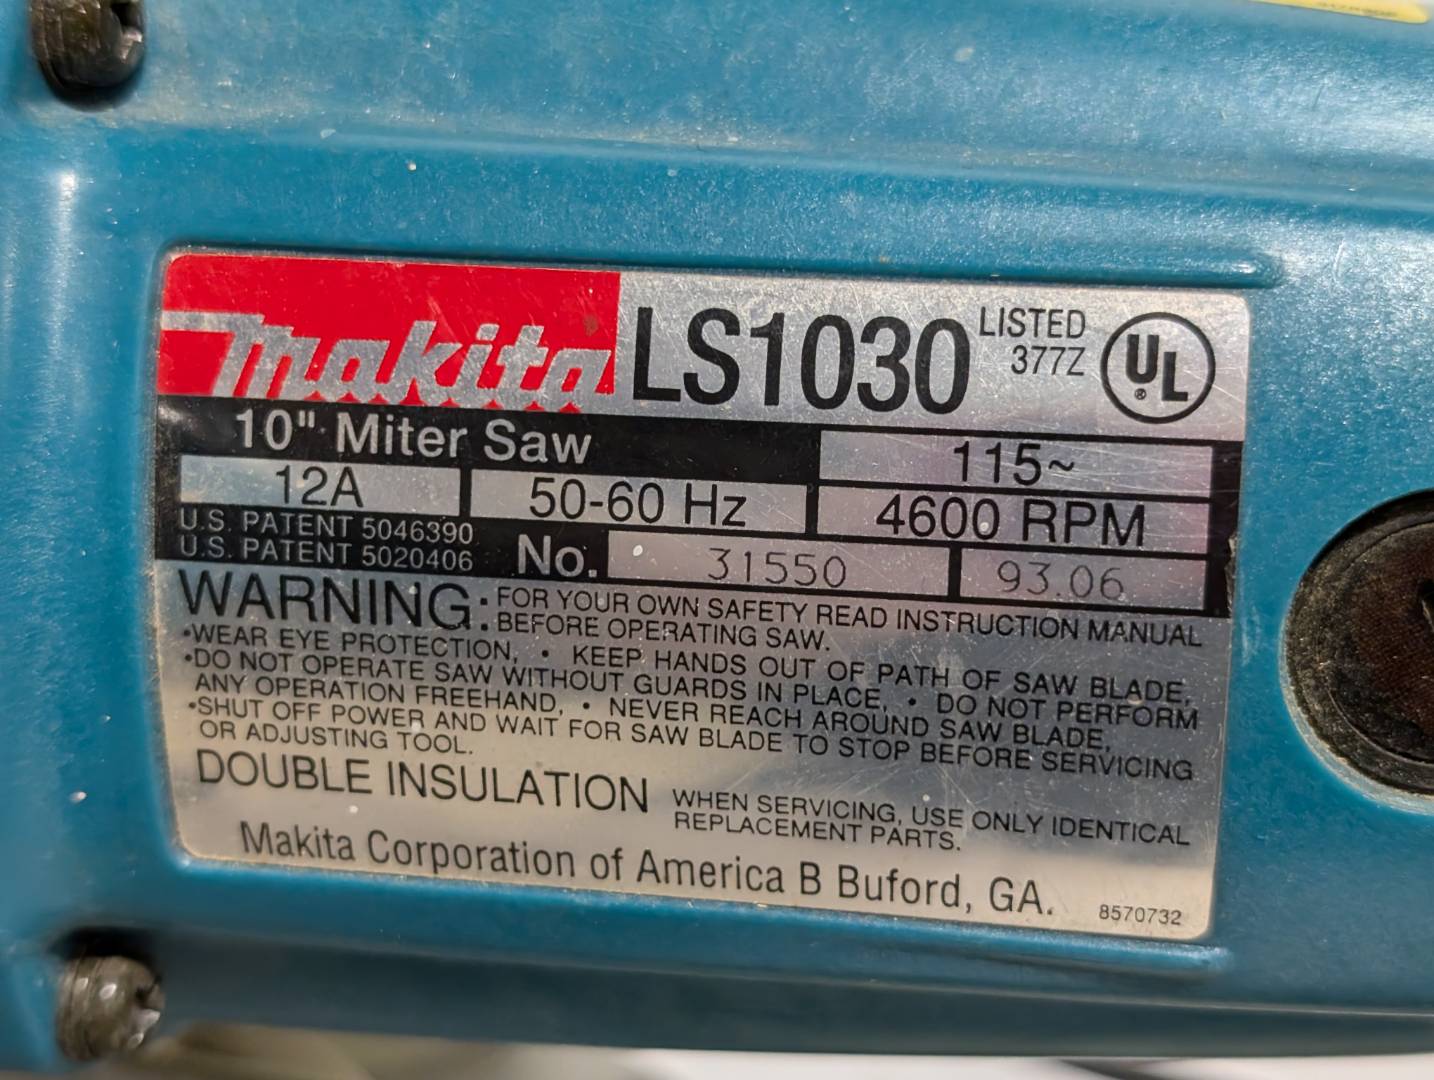 Makita LS1030 LISTED 377Z UL®
10" Miter Saw
115~
12A 50-60 Hz 4600 RPM
U.S. PATENT 5046390
U.S. PATENT 5020406
No. 31550 93.06
WARNING: FOR YOUR OWN SAFETY READ INSTRUCTION MANUAL
BEFORE OPERATING SAW.
•WEAR EYE PROTECTION, • KEEP HANDS OUT OF PATH OF SAW BLADE,
•DO NOT OPERATE SAW WITHOUT GUARDS IN PLACE, • DO NOT PERFORM
ANY OPERATION FREEHAND, • NEVER REACH AROUND SAW BLADE,
•SHUT OFF POWER AND WAIT FOR SAW BLADE TO STOP BEFORE SERVICING
OR ADJUSTING TOOL.
DOUBLE INSULATION WHEN SERVICING, USE ONLY IDENTICAL
REPLACEMENT PARTS.
Makita Corporation of America B Buford, GA.
8570732